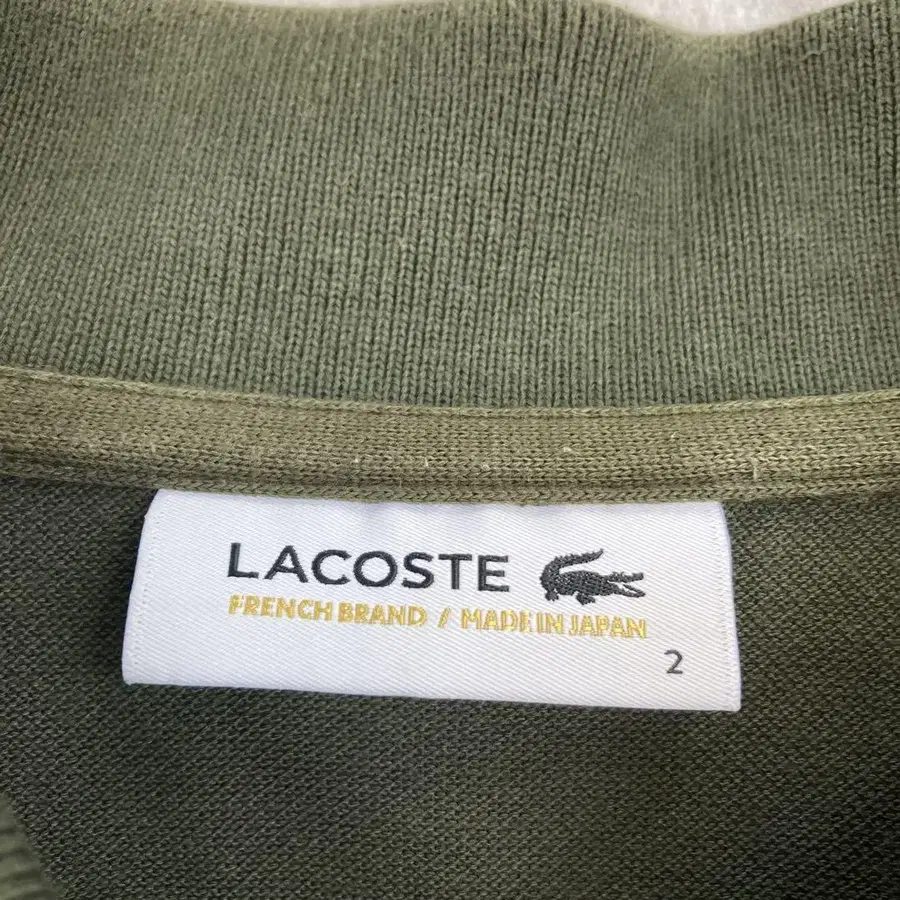 LACOSTE
FRENCH BRAND / MADE IN JAPAN
2